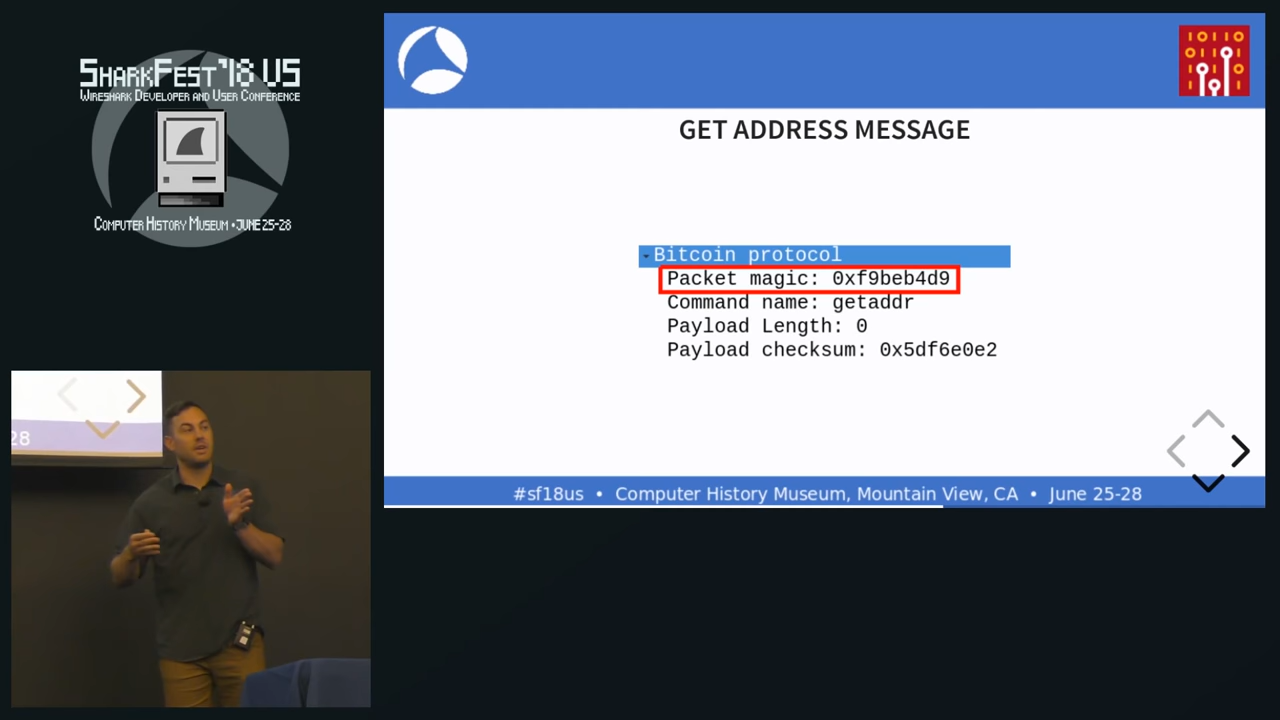 SHARKFEST'18 US
WIRESHARK DEVELOPER AND USER CONFERENCE
COMPUTER HISTORY MUSEUM • JUNE 25-28
GET ADDRESS MESSAGE
Bitcoin protocol
Packet magic: 0xf9beb4d9
Command name: getaddr
Payload Length: 0
Payload checksum: 0x5df6e0e2
#sf18us • Computer History Museum, Mountain View, CA • June 25-28
28